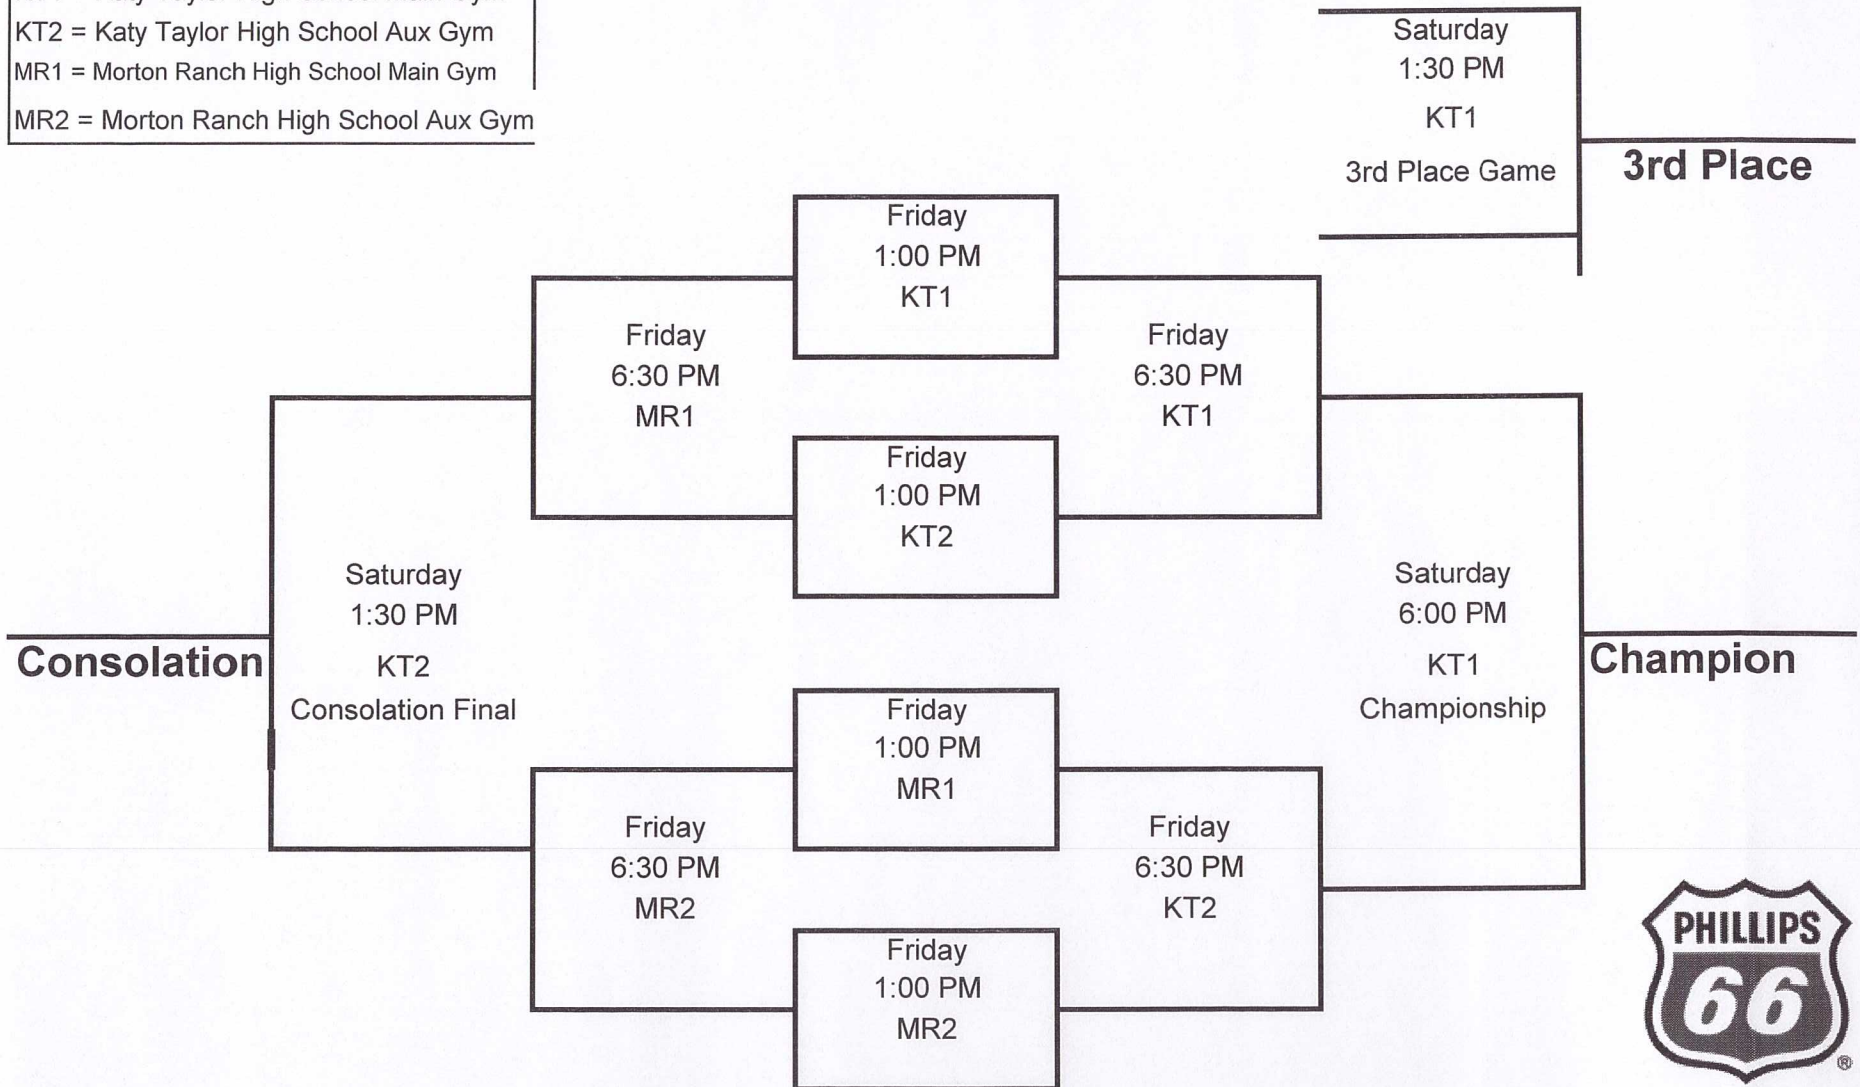 KT2 = Katy Taylor High School Aux Gym
MR1 = Morton Ranch High School Main Gym
MR2 = Morton Ranch High School Aux Gym
Saturday
1:30 PM
KT1
3rd Place Game
3rd Place
Friday
1:00 PM
KT1
Friday
6:30 PM
MR1
Friday
6:30 PM
KT1
Friday
1:00 PM
KT2
Saturday
1:30 PM
KT2
Consolation Final
Consolation
Saturday
6:00 PM
KT1
Championship
Champion
Friday
1:00 PM
MR1
Friday
6:30 PM
MR2
Friday
6:30 PM
KT2
Friday
1:00 PM
MR2
PHILLIPS
66
®